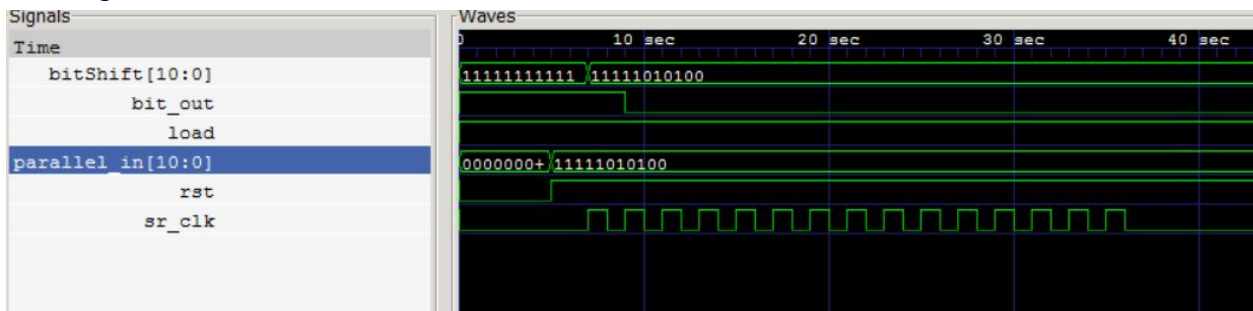 Signals
Waves
Time
0
10 sec
20 sec
30 sec
40 sec
bitShift[10:0]
11111111111
11111010100
bit_out
load
parallel_in[10:0]
0000000+
11111010100
rst
sr_clk